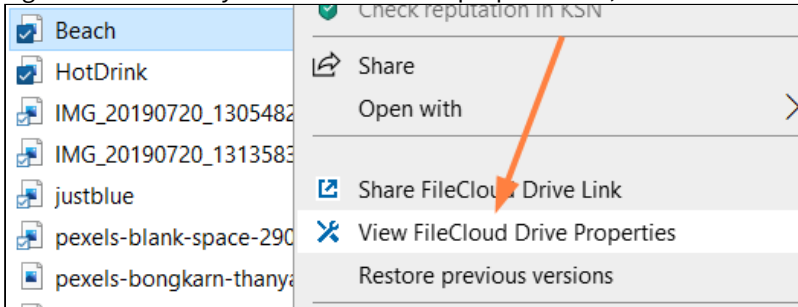 Beach
HotDrink
IMG_20190720_1305482
IMG_20190720_1313583
justblue
pexels-blank-space-290
pexels-bongkarn-thanya
Check reputation in KSN
Share
Open with
Share FileCloud Drive Link
View FileCloud Drive Properties
Restore previous versions